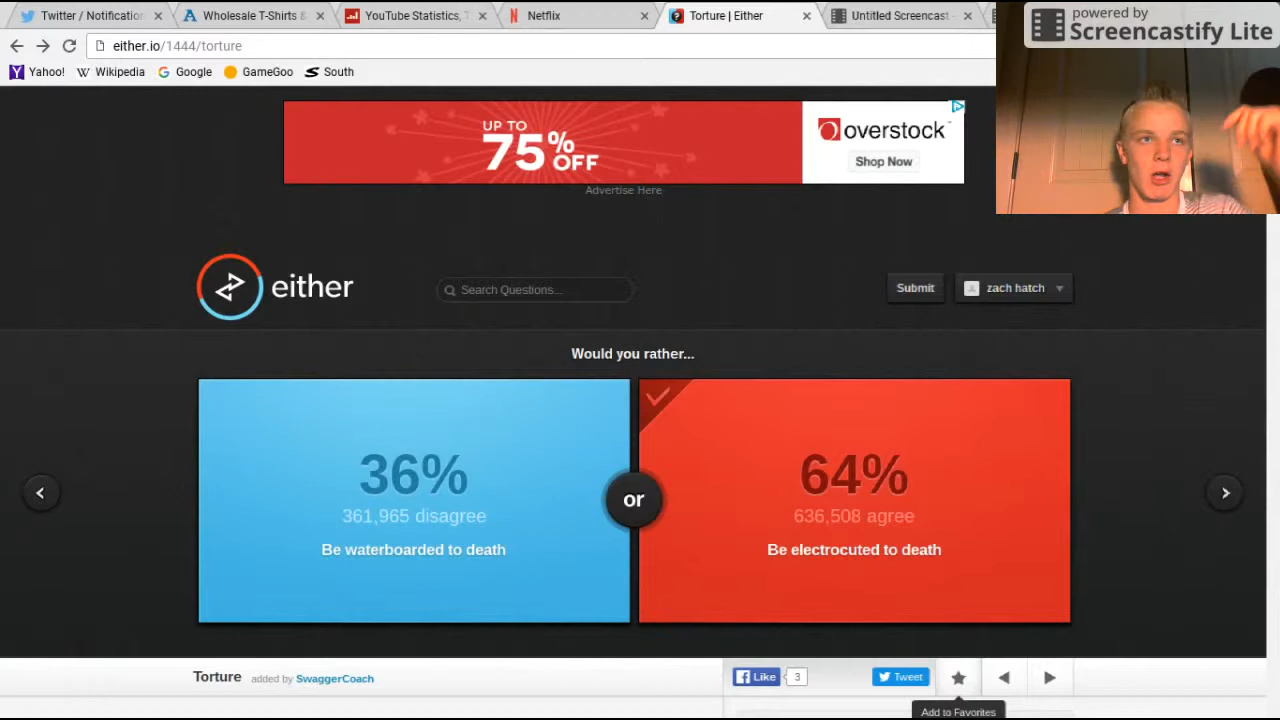 Twitter / Notification
Wholesale T-Shirts &
YouTube Statistics, T
Netflix
Torture | Either
Untitled Screencast
powered by
Screencastify Lite
either.io/1444/torture
Yahoo!
Wikipedia
Google
GameGoo
South
UP TO
75% OFF
overstock
Shop Now
Advertise Here
either
Search Questions...
Submit
zach hatch
Would you rather...
36%
361,965 disagree
Be waterboarded to death
or
64%
636,508 agree
Be electrocuted to death
Torture added by SwaggerCoach
Like
3
Tweet
Add to Favorites